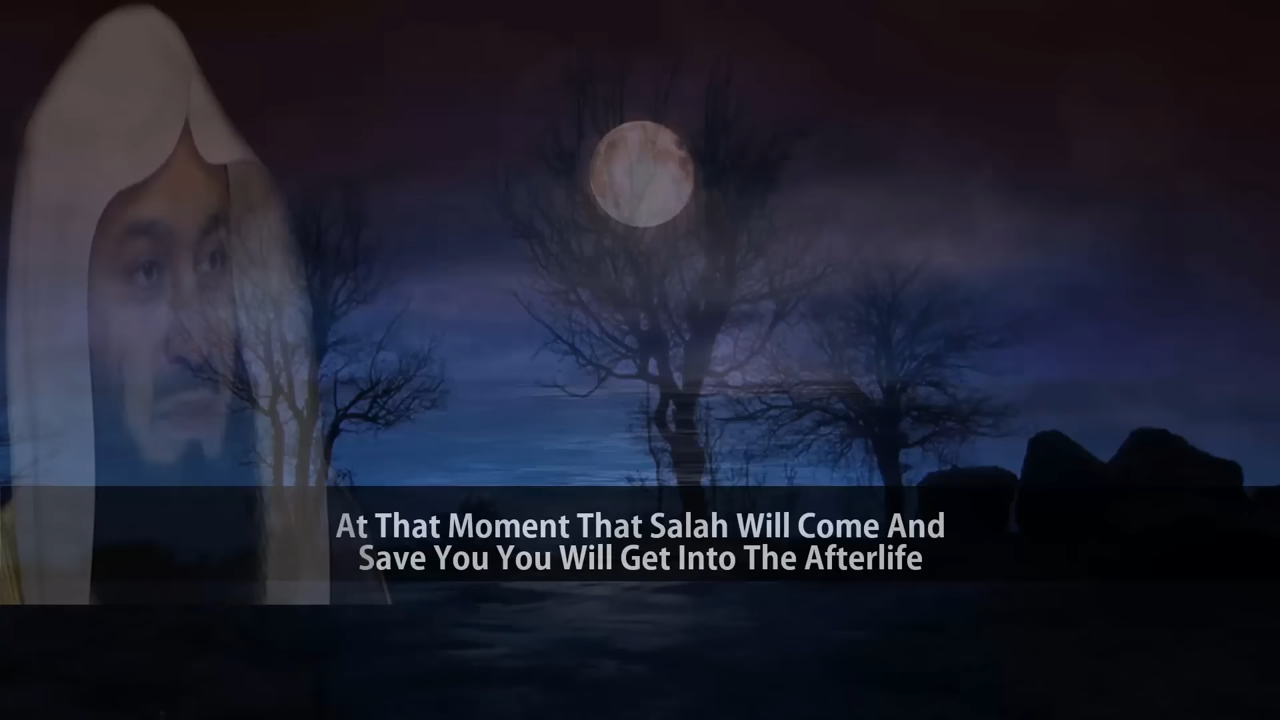 At That Moment That Salah Will Come And
Save You You Will Get Into The Afterlife